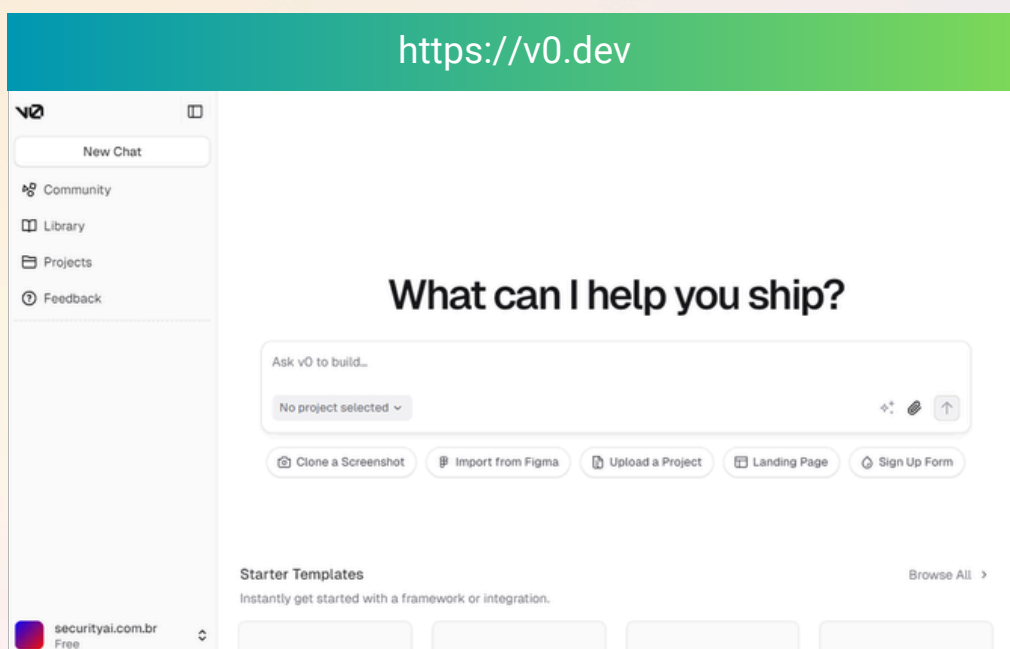 https://v0.dev
v0
New Chat
Community
Library
Projects
Feedback
What can I help you ship?
Ask v0 to build...
No project selected
Clone a Screenshot
Import from Figma
Upload a Project
Landing Page
Sign Up Form
Starter Templates
Browse All
Instantly get started with a framework or integration.
securityai.com.br
Free